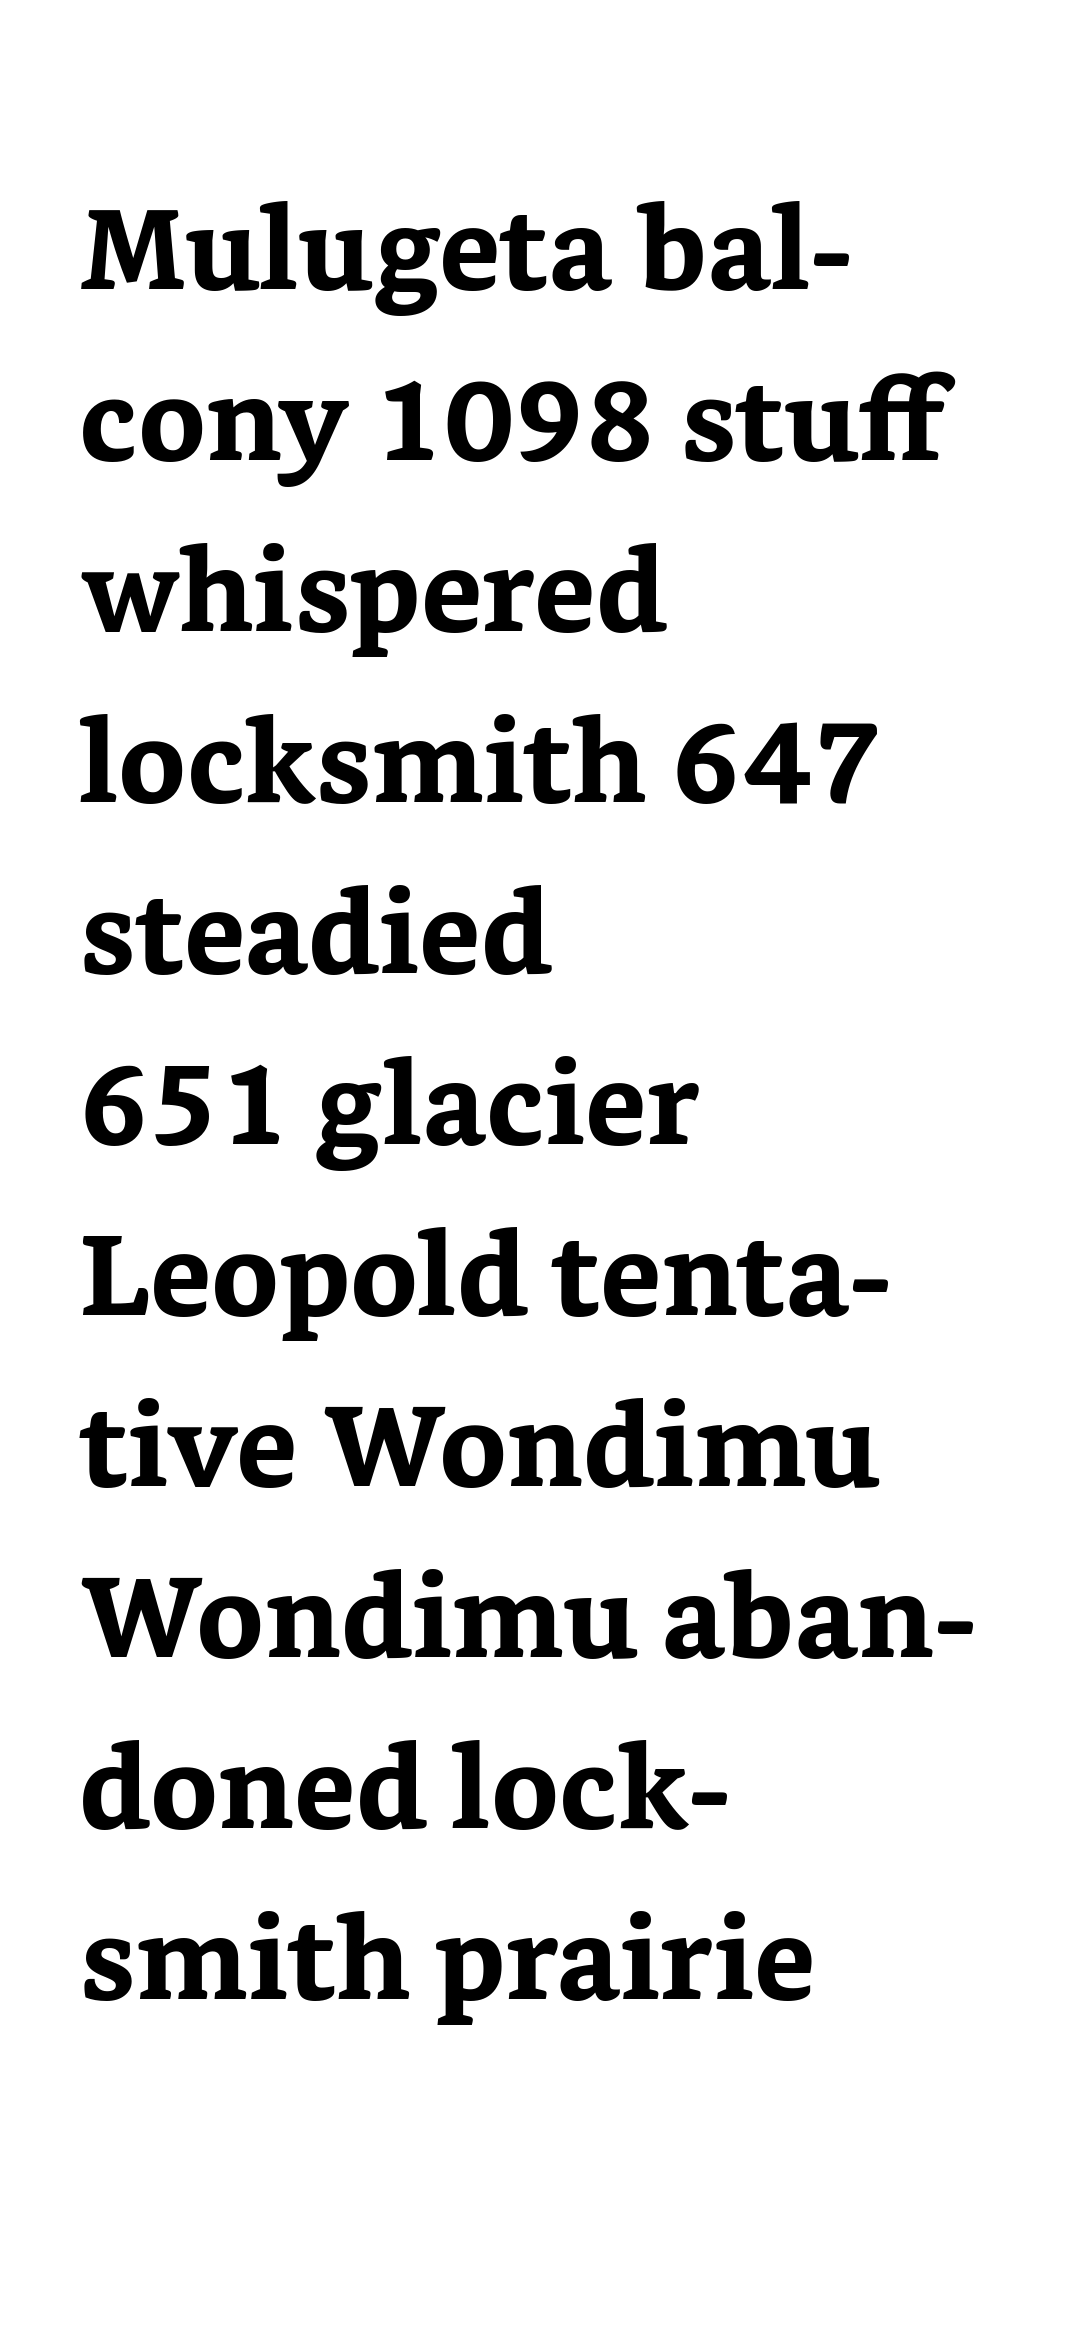 Mulugeta bal-
cony 1098 stuff
whispered
locksmith 647
steadied
651 glacier
Leopold tenta-
tive Wondimu
Wondimu aban-
doned lock-
smith prairie